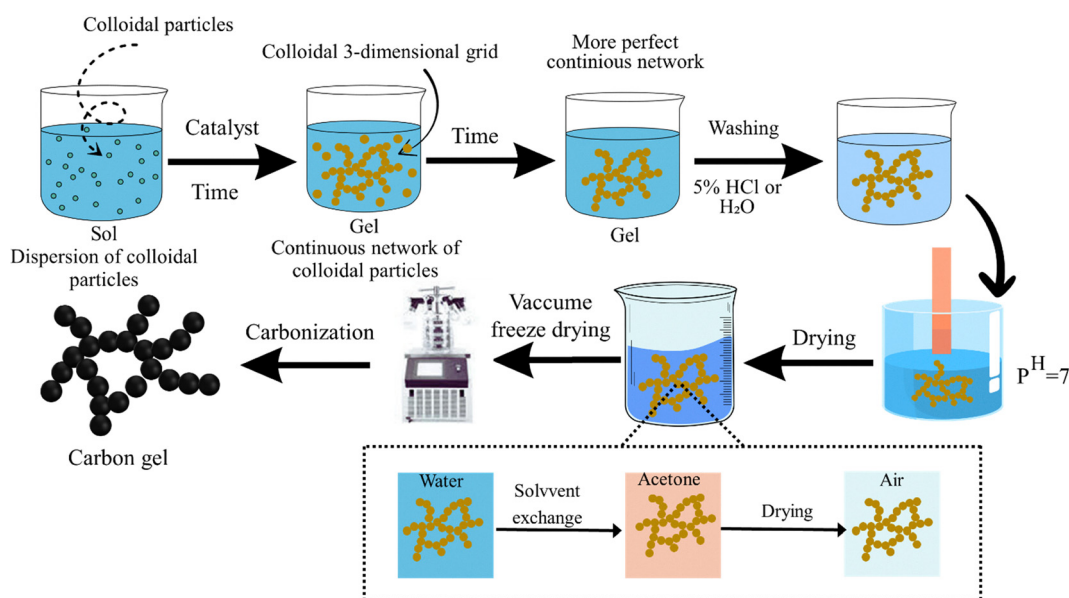 Colloidal particles
Sol
Dispersion of colloidal
particles
Catalyst
Time
Colloidal 3-dimensional grid
Gel
Continuous network of
colloidal particles
Time
More perfect
continious network
Gel
Washing
5% HCl or
H₂O
P^H=7
Drying
Vaccume
freeze drying
Carbonization
Carbon gel
Water
Solvvent
exchange
Acetone
Drying
Air